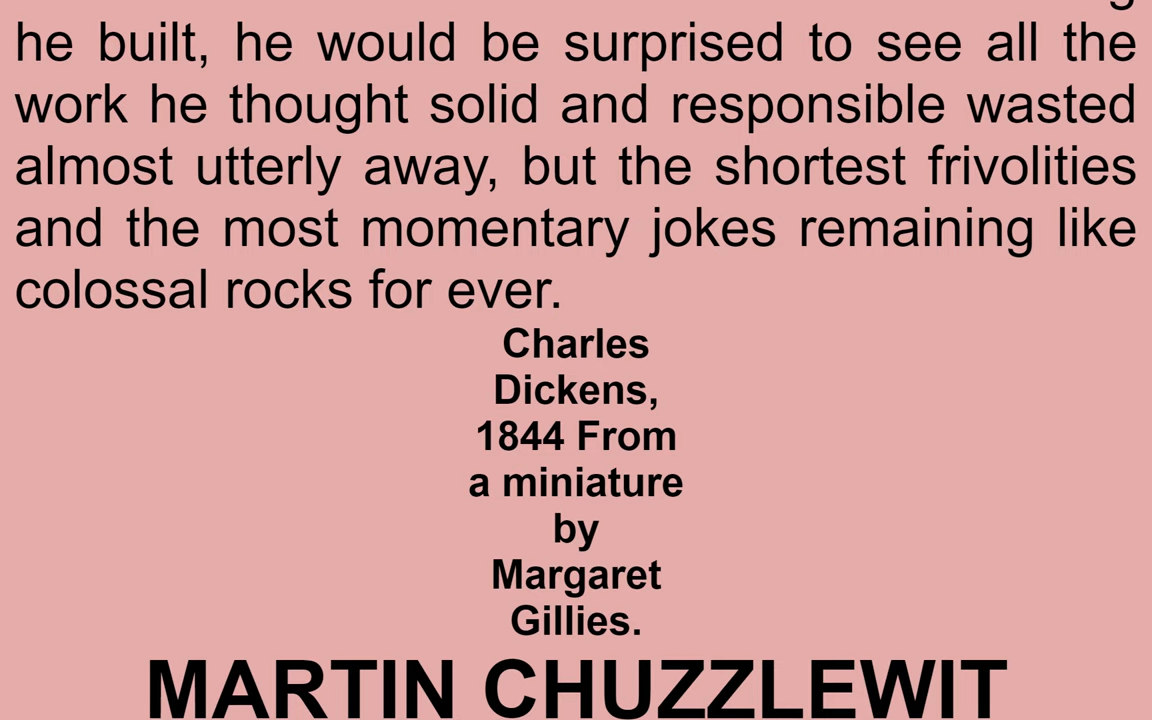 he built, he would be surprised to see all the
work he thought solid and responsible wasted
almost utterly away, but the shortest frivolities
and the most momentary jokes remaining like
colossal rocks for ever.
Charles
Dickens,
1844 From
a miniature
by
Margaret
Gillies.
MARTIN CHUZZLEWIT